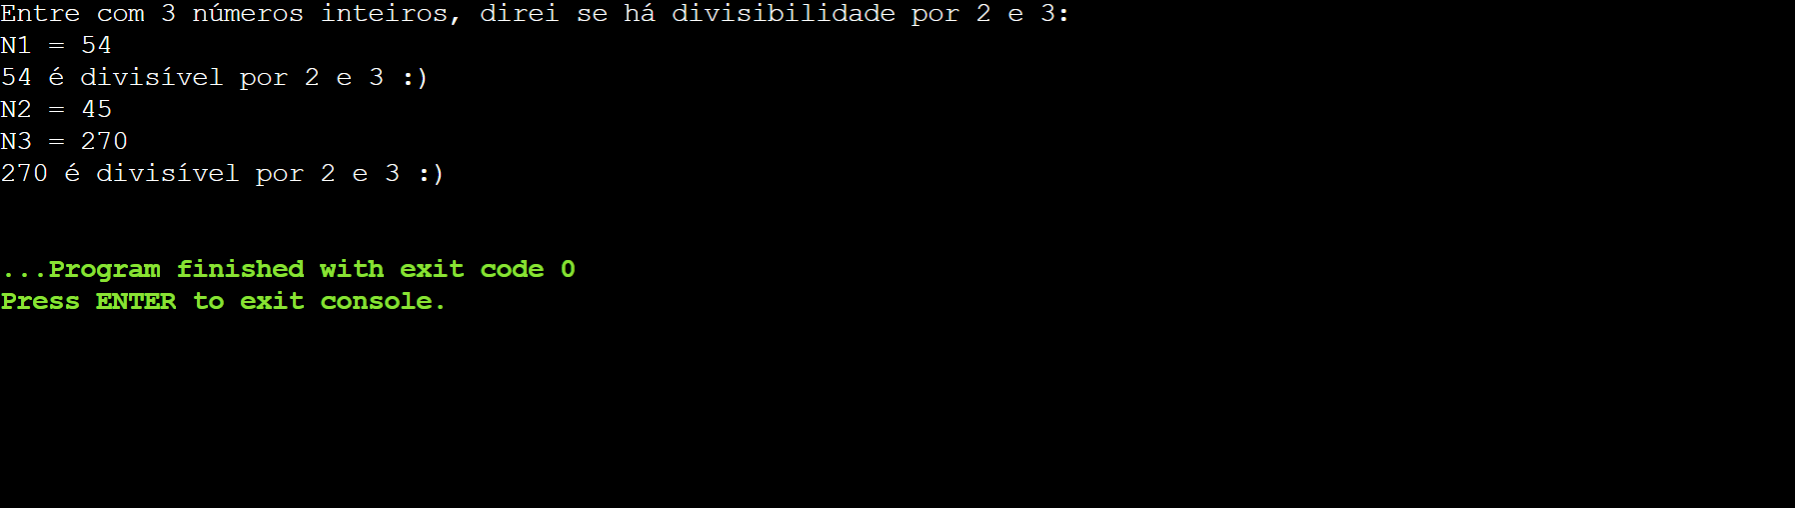 Entre com 3 números inteiros, direi se há divisibilidade por 2 e 3:
N1 = 54
54 é divisível por 2 e 3 :)
N2 = 45
N3 = 270
270 é divisível por 2 e 3 :)
...Program finished with exit code 0
Press ENTER to exit console.